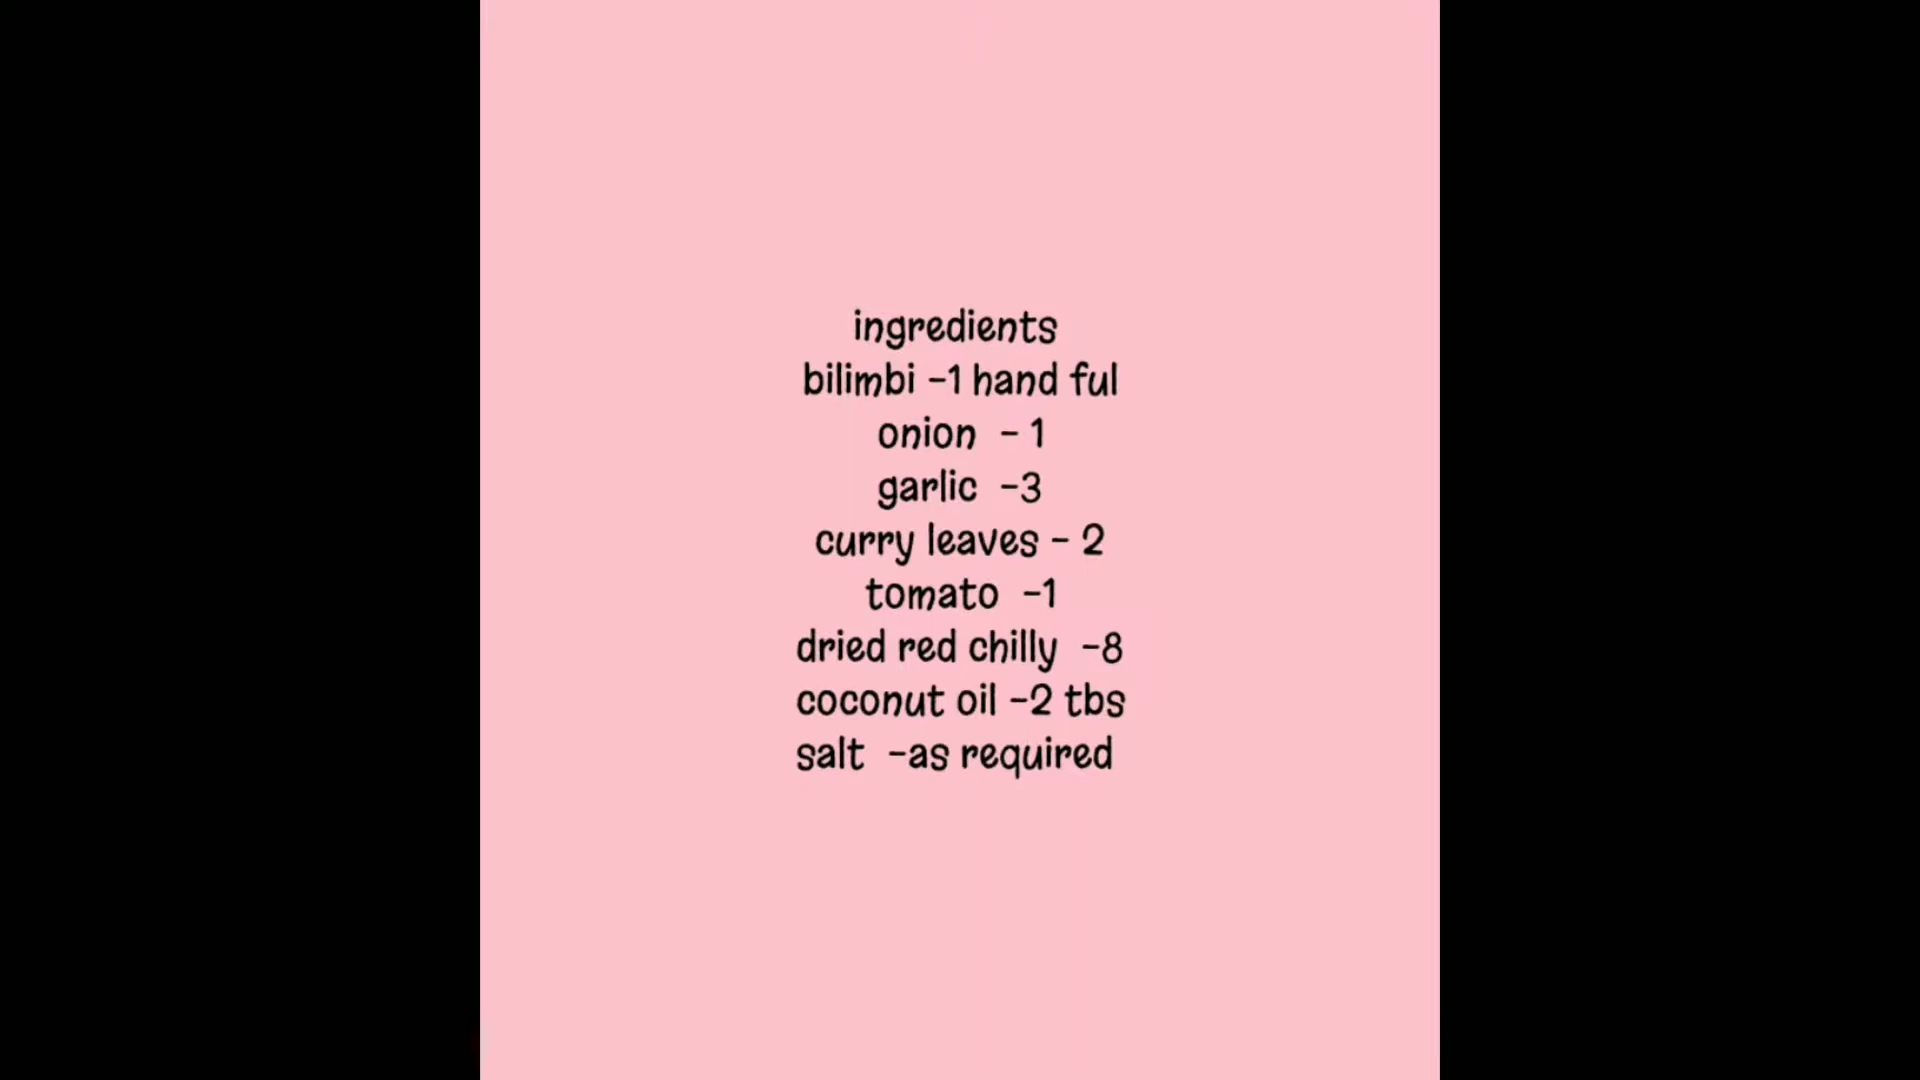 ingredients
bilimbi -1 hand ful
onion - 1
garlic -3
curry leaves - 2
tomato -1
dried red chilly -8
coconut oil -2 tbs
salt -as required